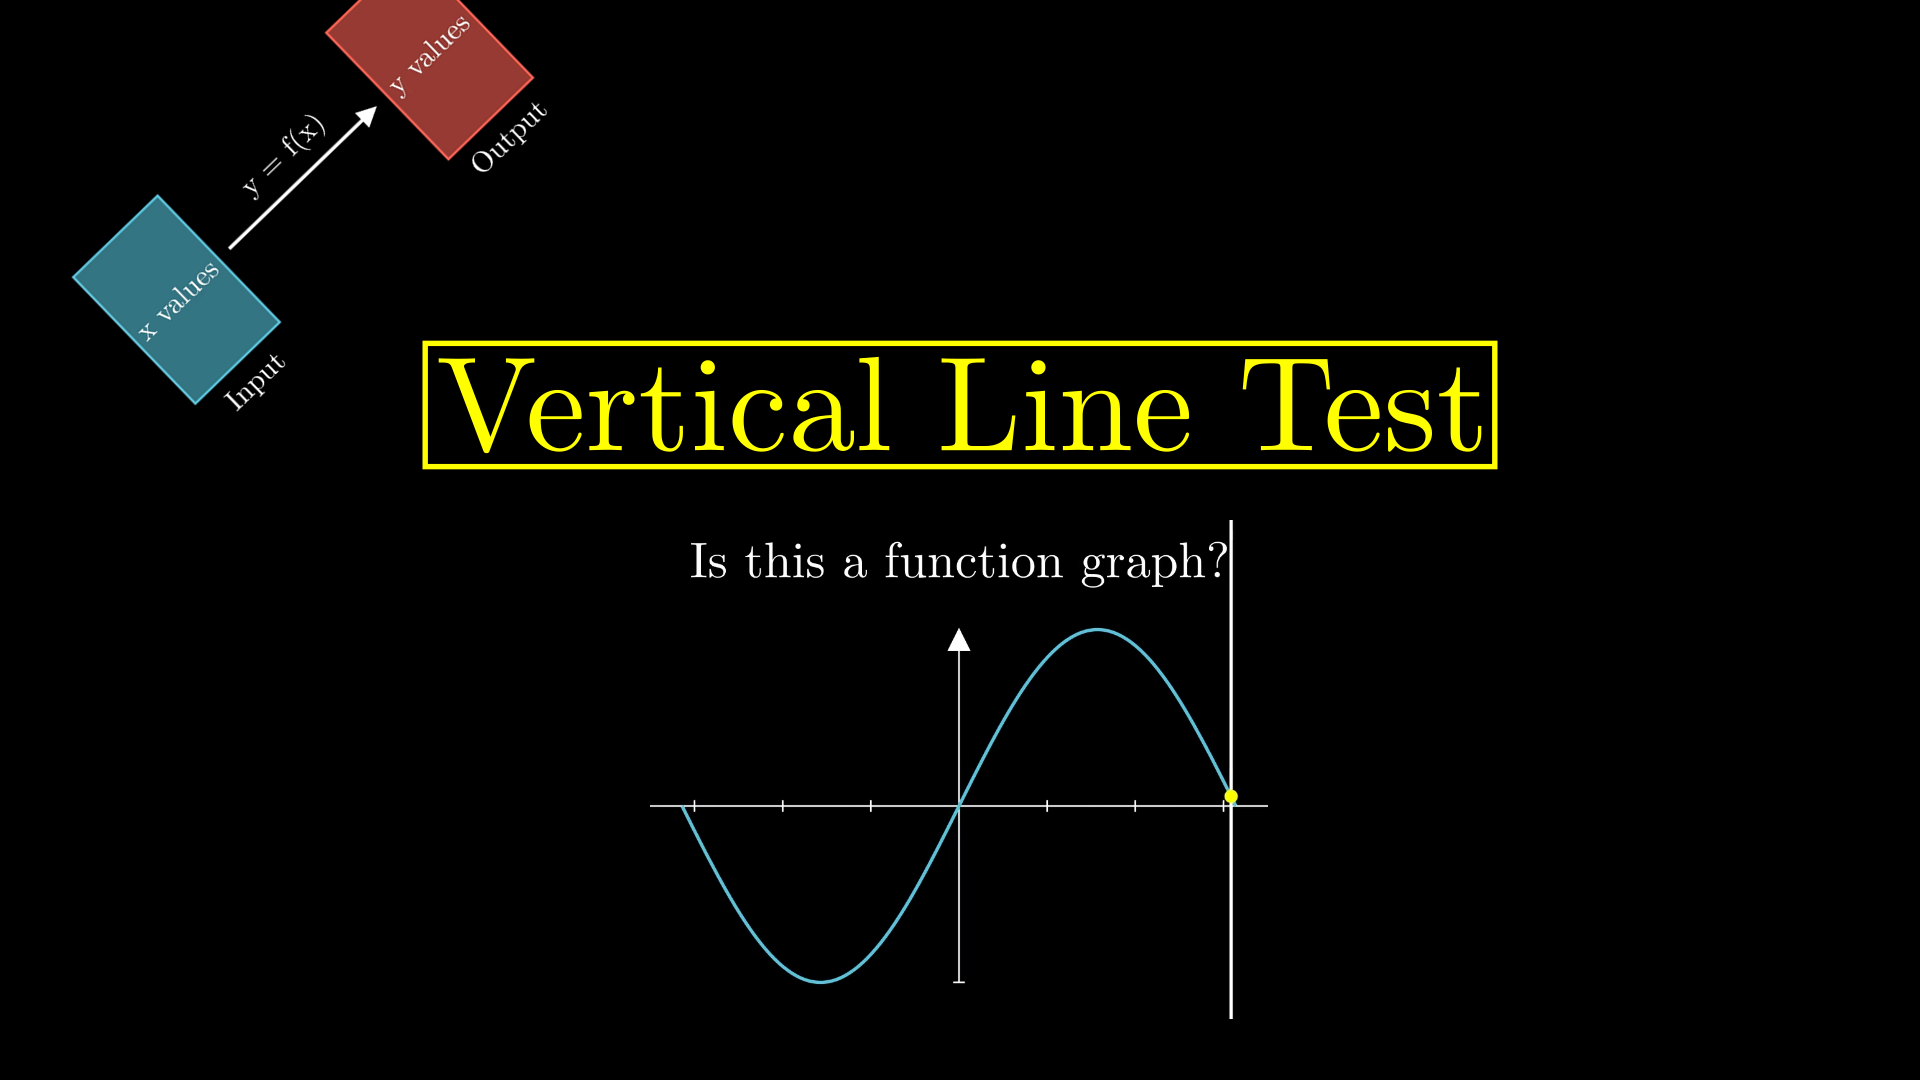 y values
Output
y = f(x)
x values
Input
Vertical Line Test
Is this a function graph?